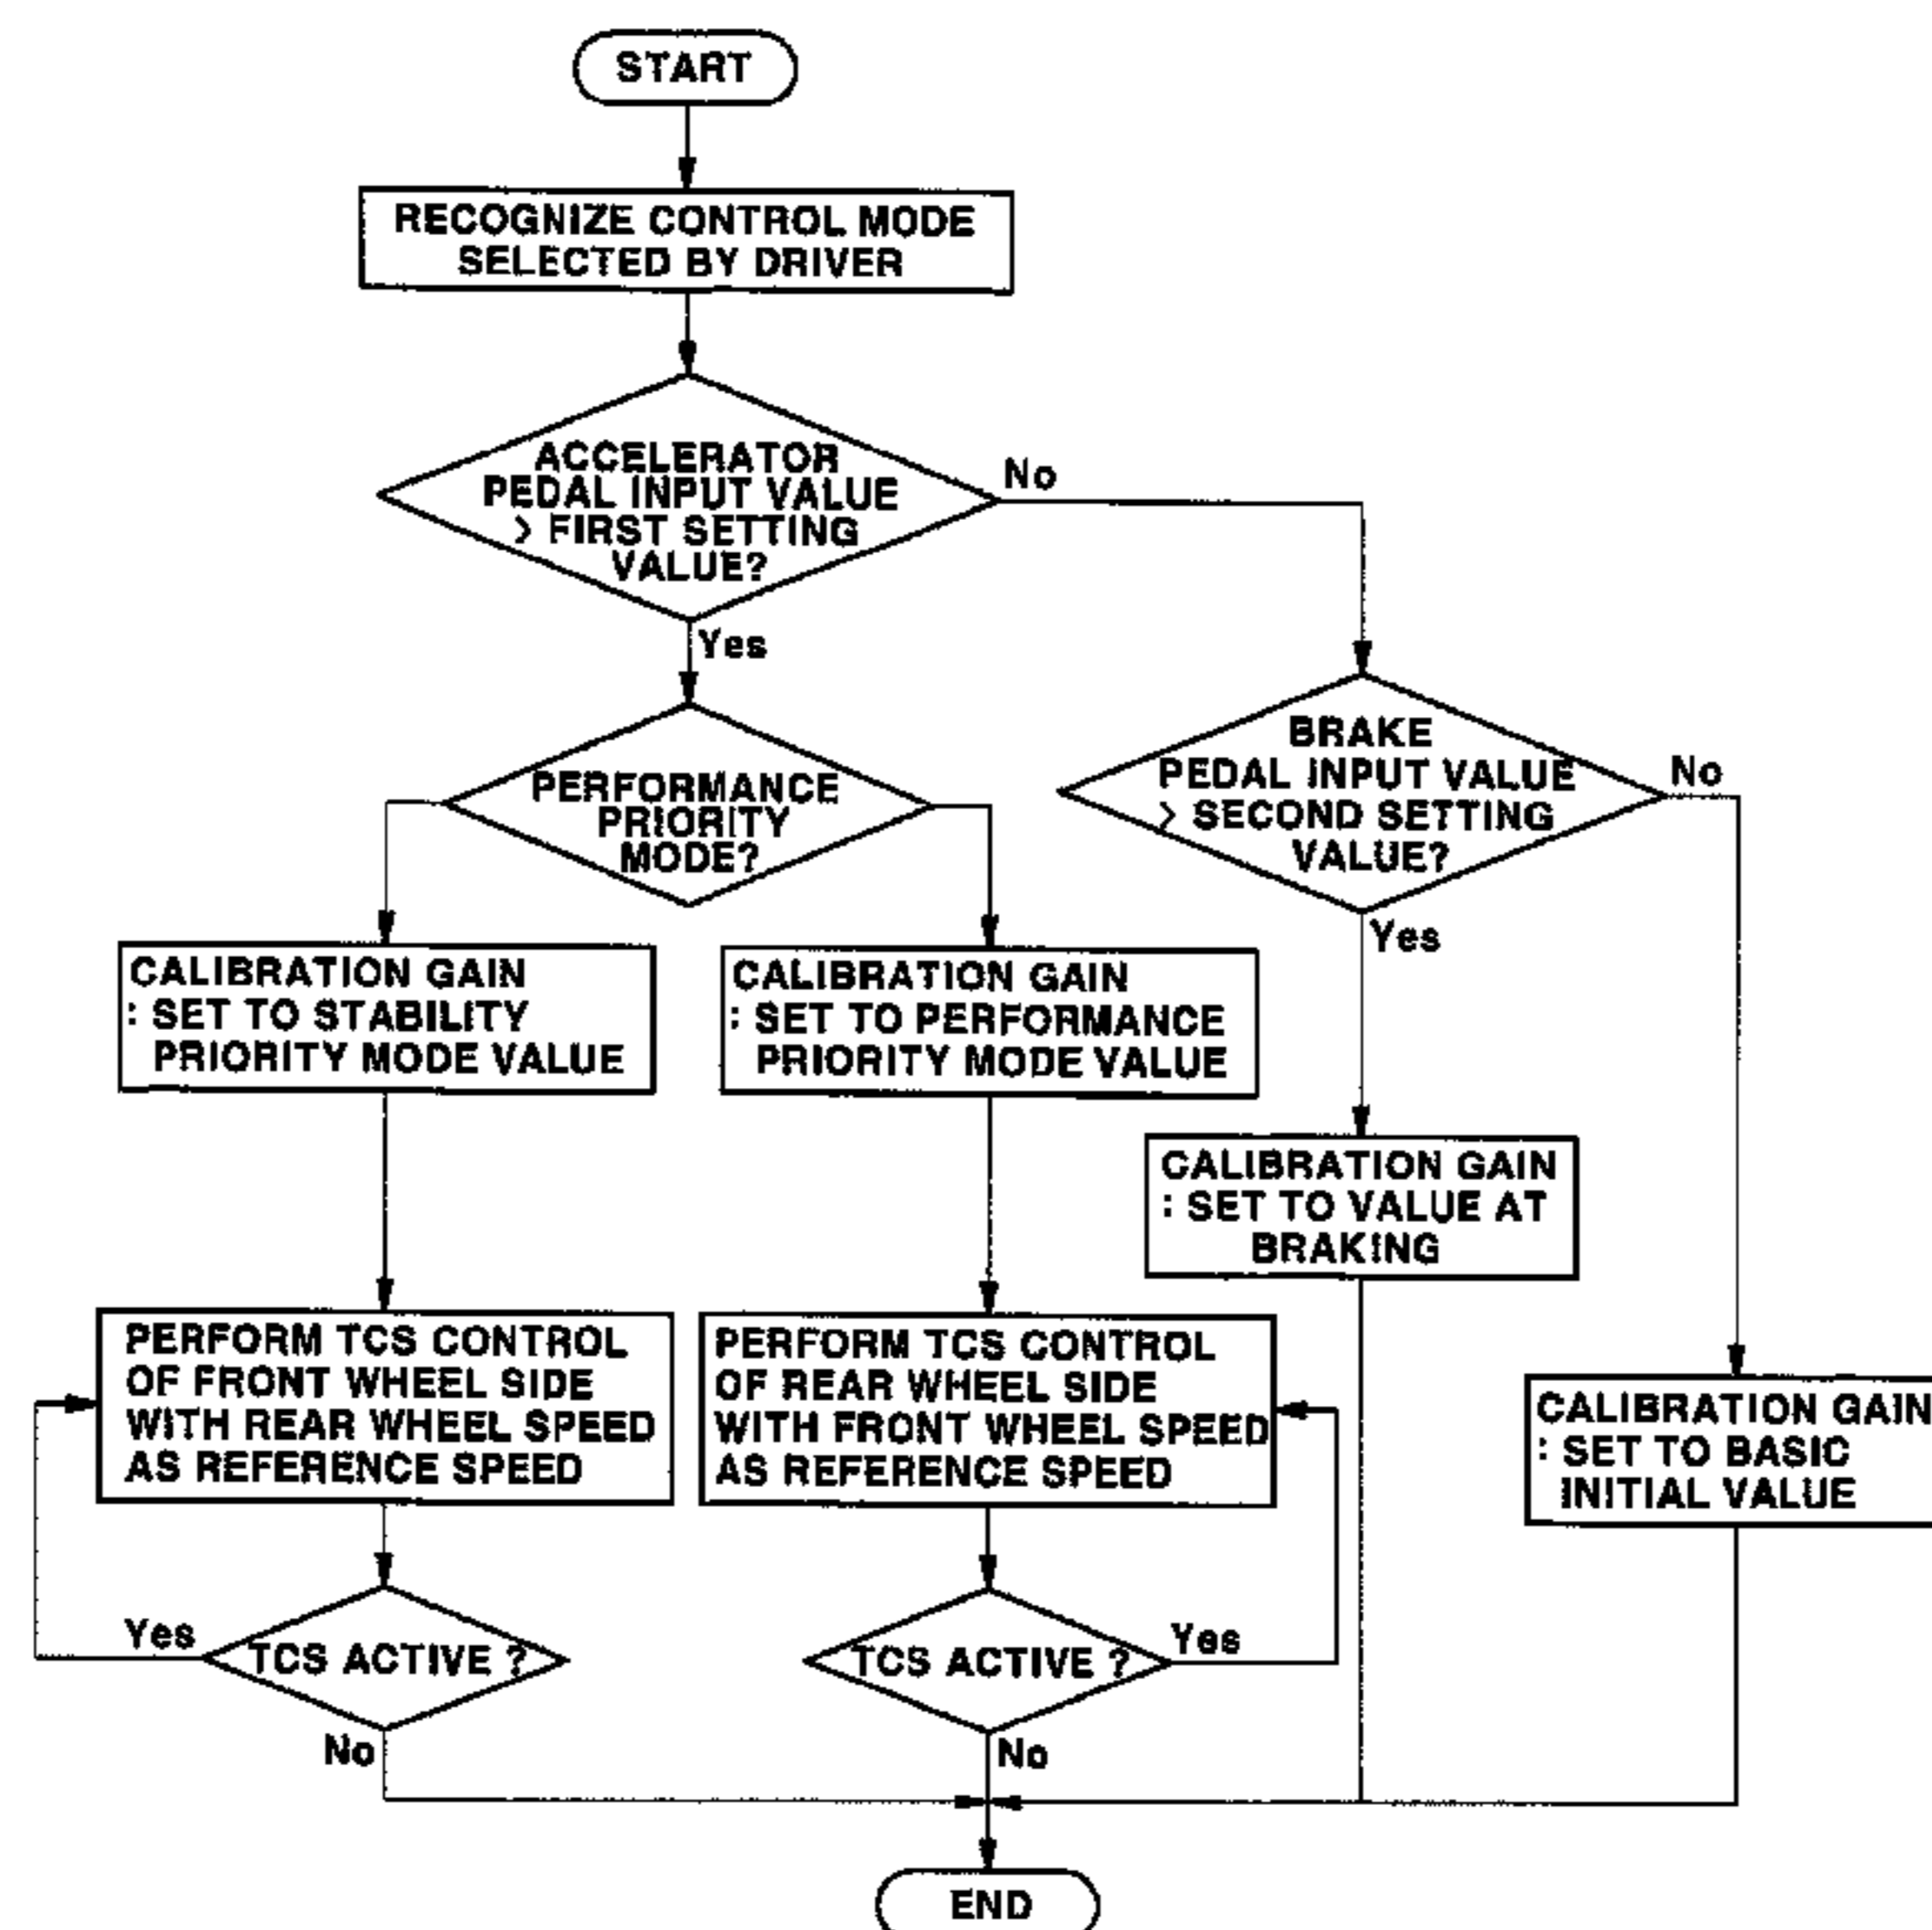 START
RECOGNIZE CONTROL MODE
SELECTED BY DRIVER
ACCELERATOR
PEDAL INPUT VALUE
> FIRST SETTING
VALUE?
No
Yes
PERFORMANCE
PRIORITY
MODE?
BRAKE
PEDAL INPUT VALUE
> SECOND SETTING
VALUE?
No
Yes
CALIBRATION GAIN
: SET TO STABILITY
PRIORITY MODE VALUE
CALIBRATION GAIN
: SET TO PERFORMANCE
PRIORITY MODE VALUE
CALIBRATION GAIN
: SET TO VALUE AT
BRAKING
PERFORM TCS CONTROL
OF FRONT WHEEL SIDE
WITH REAR WHEEL SPEED
AS REFERENCE SPEED
PERFORM TCS CONTROL
OF REAR WHEEL SIDE
WITH FRONT WHEEL SPEED
AS REFERENCE SPEED
CALIBRATION GAIN
: SET TO BASIC
INITIAL VALUE
Yes
TCS ACTIVE ?
No
TCS ACTIVE ?
Yes
No
END